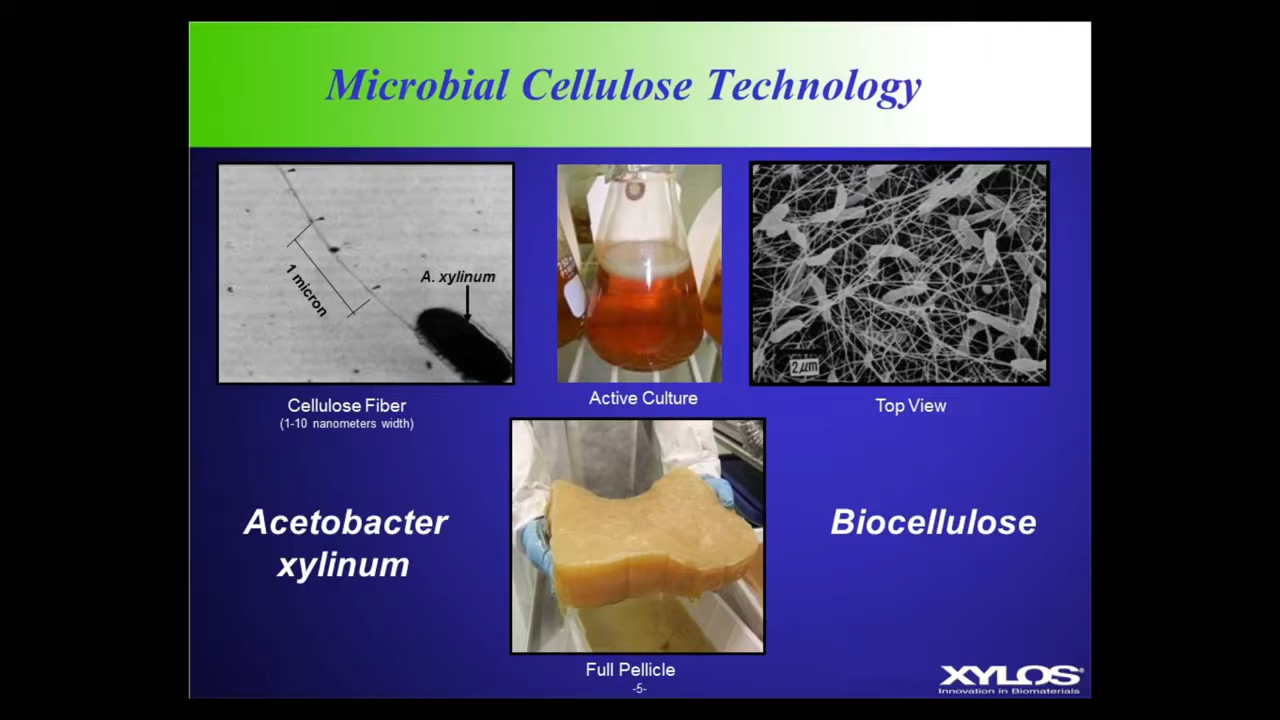 Microbial Cellulose Technology
1 micron
A. xylinum
2μm
Cellulose Fiber
(1-10 nanometers width)
Active Culture
Top View
Acetobacter
xylinum
Biocellulose
Full Pellicle
-5-
XYLOS®
Innovation in Biomaterials